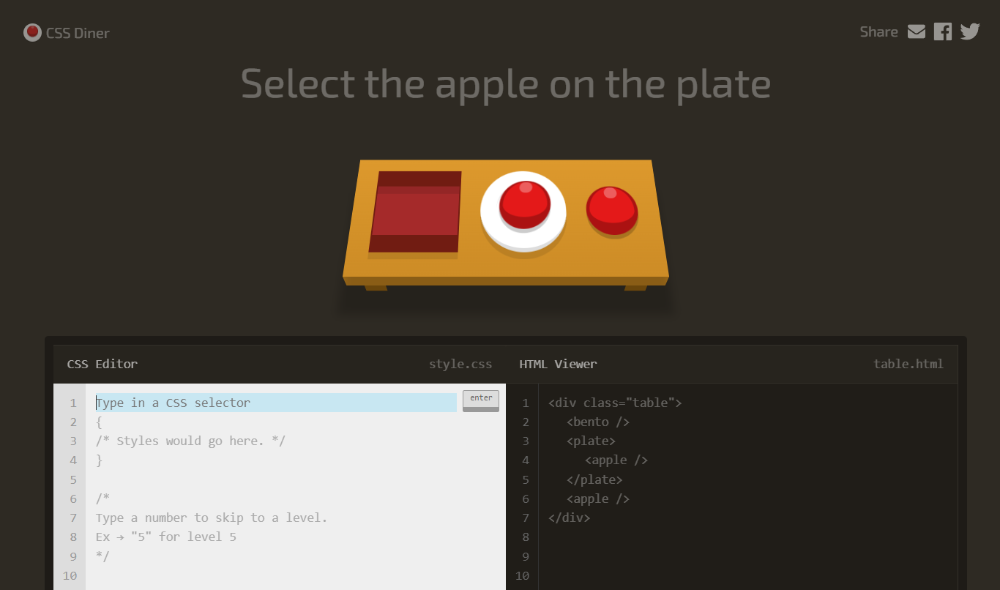 CSS Diner
Share
Select the apple on the plate
CSS Editor
style.css
HTML Viewer
table.html
1
Type in a CSS selector
enter
2
{
3
/* Styles would go here. */
4
}
5
6
/*
7
Type a number to skip to a level.
8
Ex → "5" for level 5
9
*/
10
1
<div class="table">
2
<bento />
3
<plate>
4
<apple />
5
</plate>
6
<apple />
7
</div>
8
9
10